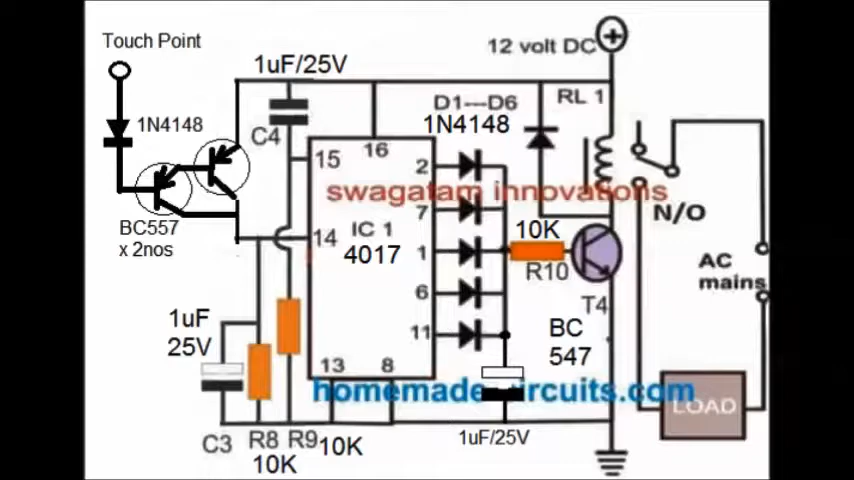 Touch Point
12 volt DC
1uF/25V
D1---D6
RL 1
1N4148
1N4148
C4
15
16
2
swagatam innovations
7
N/O
BC557
x 2nos
14
IC 1
4017
1
10K
R10
AC
mains
6
T4
1uF
25V
11
BC
547
13
8
homemade-circuits.com
LOAD
C3
R8
R9
10K
10K
1uF/25V